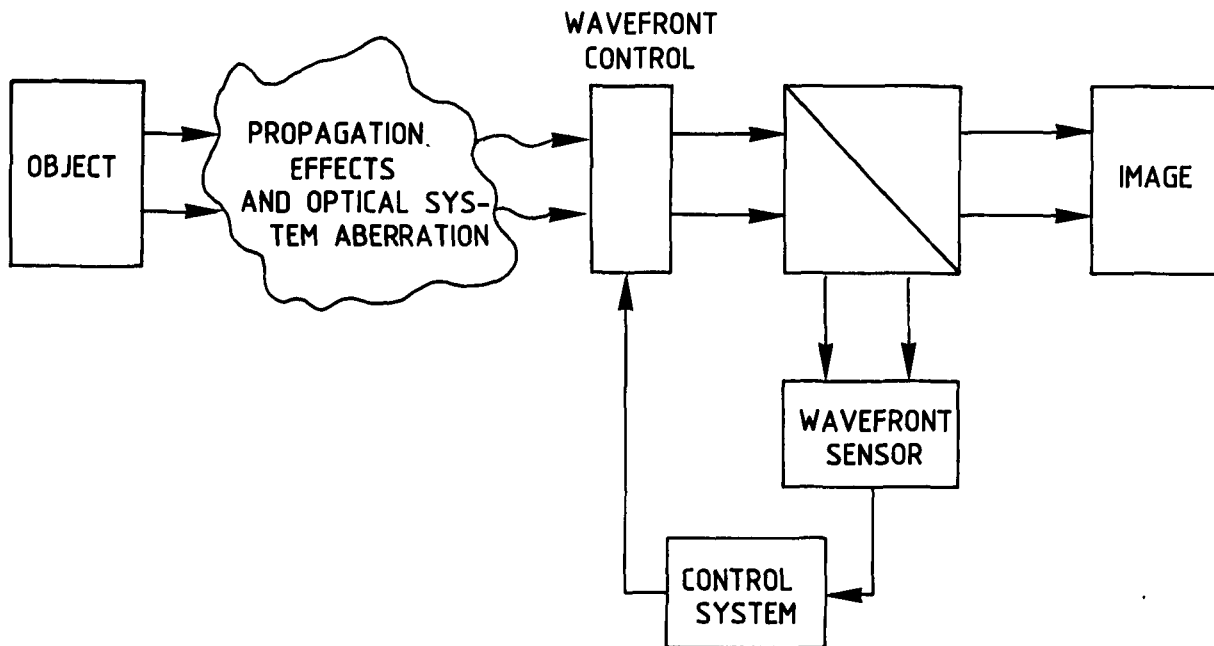 WAVEFRONT
CONTROL
OBJECT
PROPAGATION.
EFFECTS
AND OPTICAL SYS-
TEM ABERRATION
IMAGE
WAVEFRONT
SENSOR
CONTROL
SYSTEM